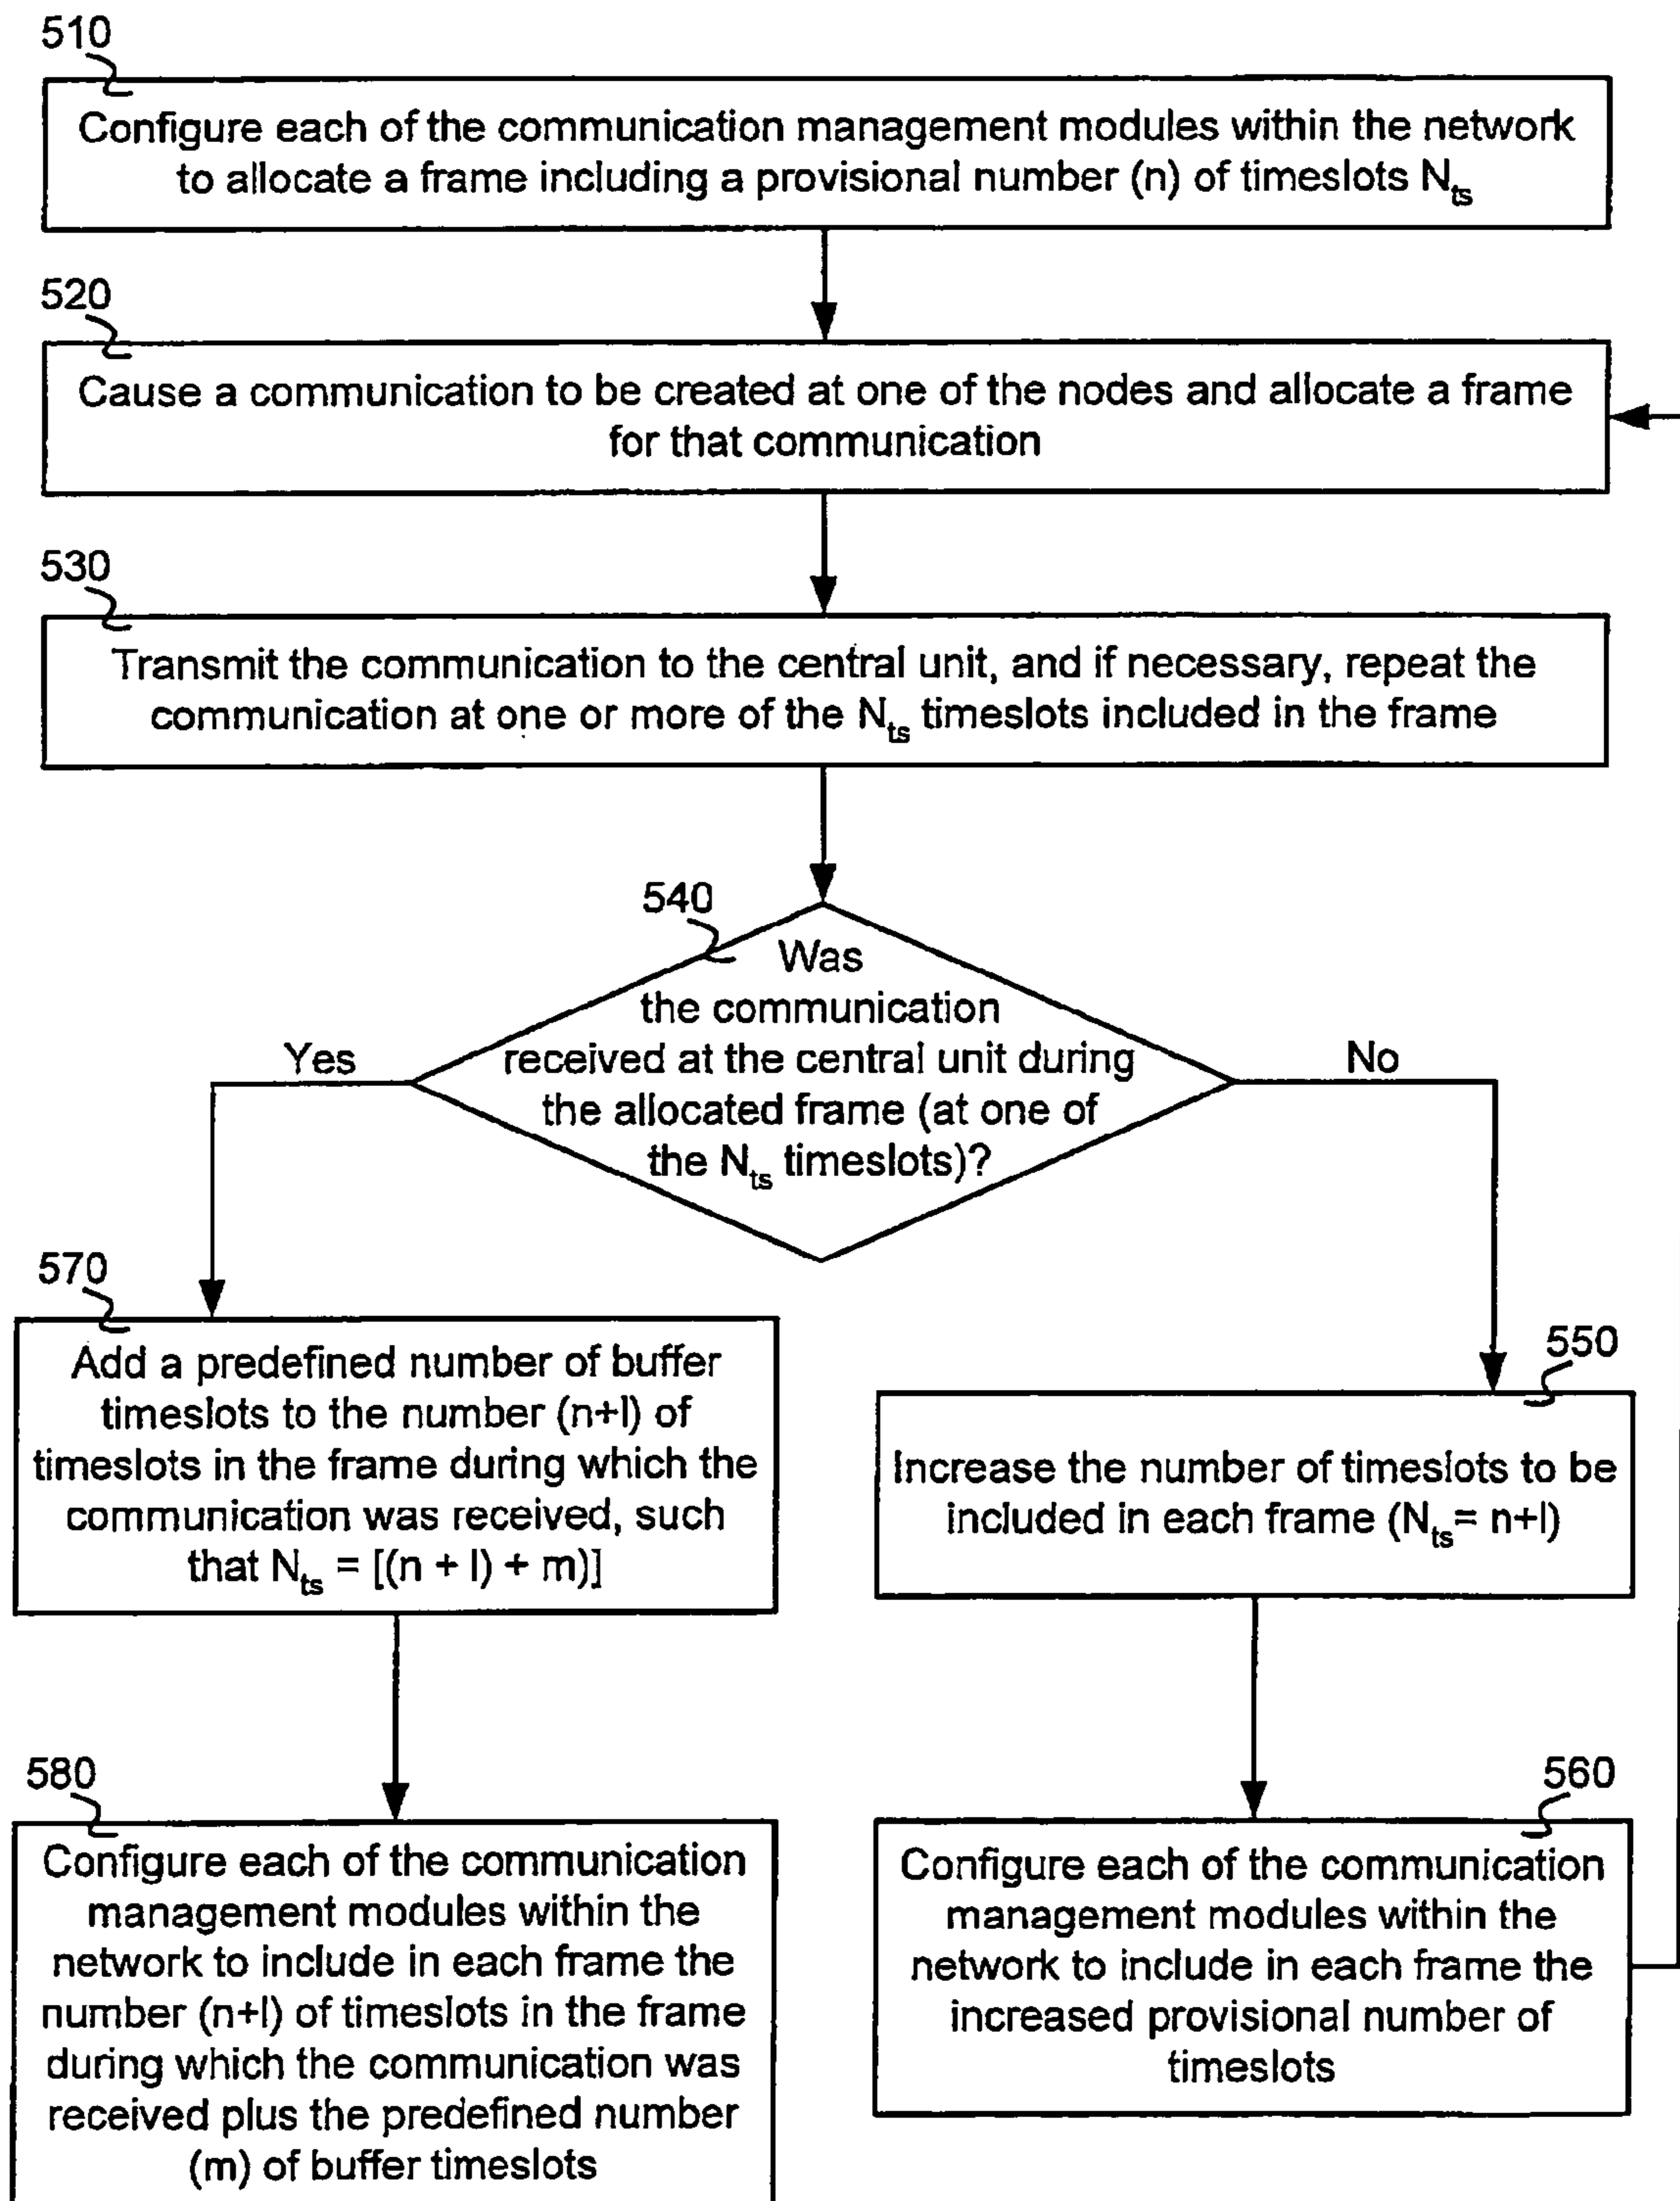 510
Configure each of the communication management modules within the network
to allocate a frame including a provisional number (n) of timeslots Nts
520
Cause a communication to be created at one of the nodes and allocate a frame
for that communication
530
Transmit the communication to the central unit, and if necessary, repeat the
communication at one or more of the Nts timeslots included in the frame
540
Was
the communication
received at the central unit during
the allocated frame (at one of
the Nts timeslots)?
Yes
No
570
Add a predefined number of buffer
timeslots to the number (n+l) of
timeslots in the frame during which the
communication was received, such
that Nts = [(n + l) + m)]
550
Increase the number of timeslots to be
included in each frame (Nts= n+l)
580
Configure each of the communication
management modules within the
network to include in each frame the
number (n+l) of timeslots in the frame
during which the communication was
received plus the predefined number
(m) of buffer timeslots
560
Configure each of the communication
management modules within the
network to include in each frame the
increased provisional number of
timeslots